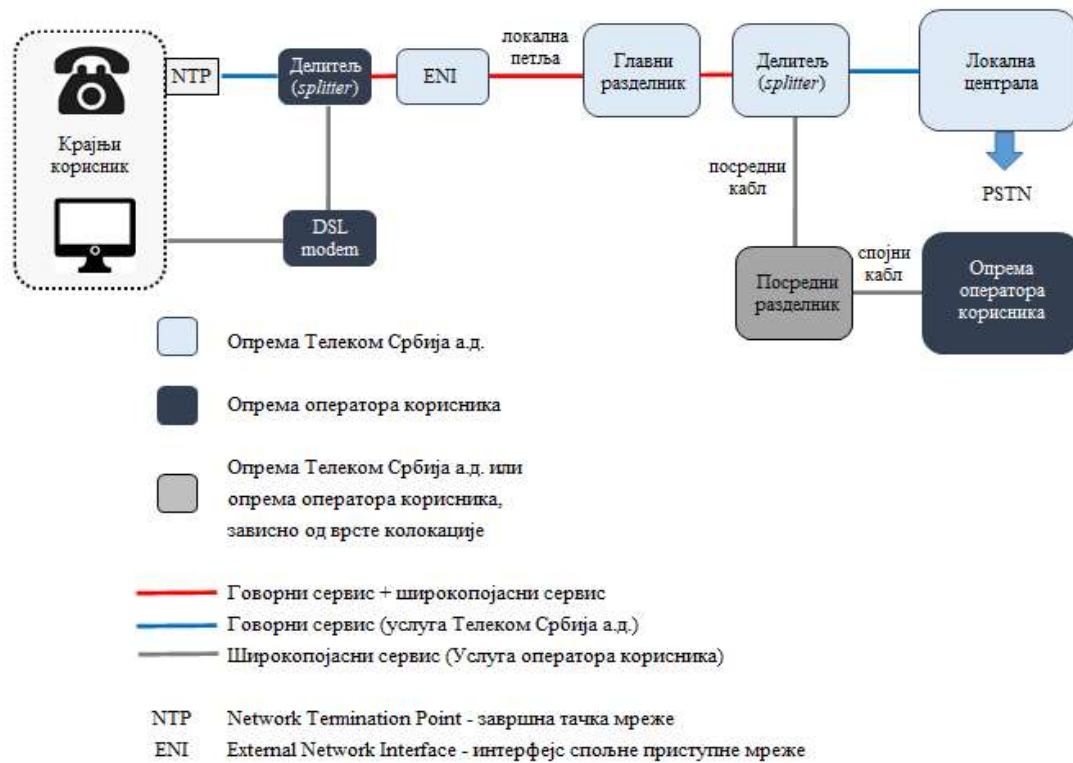 локална
петља
NTP
Делитељ
(splitter)
ENI
Главни
разделник
Делитељ
(splitter)
Локална
централа
Крајњи
корисник
посредни
кабл
PSTN
DSL
modem
Посредни
разделник
спојни
кабл
Опрема
оператора
корисника
Опрема Телеком Србија а.д.
Опрема оператора корисника
Опрема Телеком Србија а.д. или
опрема оператора корисника,
зависно од врсте колокације
Говорни сервис + широкопојасни сервис
Говорни сервис (услуга Телеком Србија а.д.)
Широкопојасни сервис (Услуга оператора корисника)
NTP Network Termination Point - завршна тачка мреже
ENI External Network Interface - интерфејс спољне приступне мреже